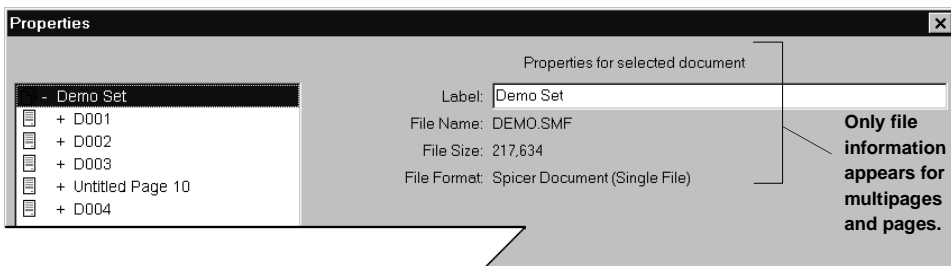 Properties
Properties for selected document
- Demo Set
+ D001
+ D002
+ D003
+ Untitled Page 10
+ D004
Label: Demo Set
File Name: DEMO.SMF
File Size: 217,634
File Format: Spicer Document (Single File)
Only file
information
appears for
multipages
and pages.